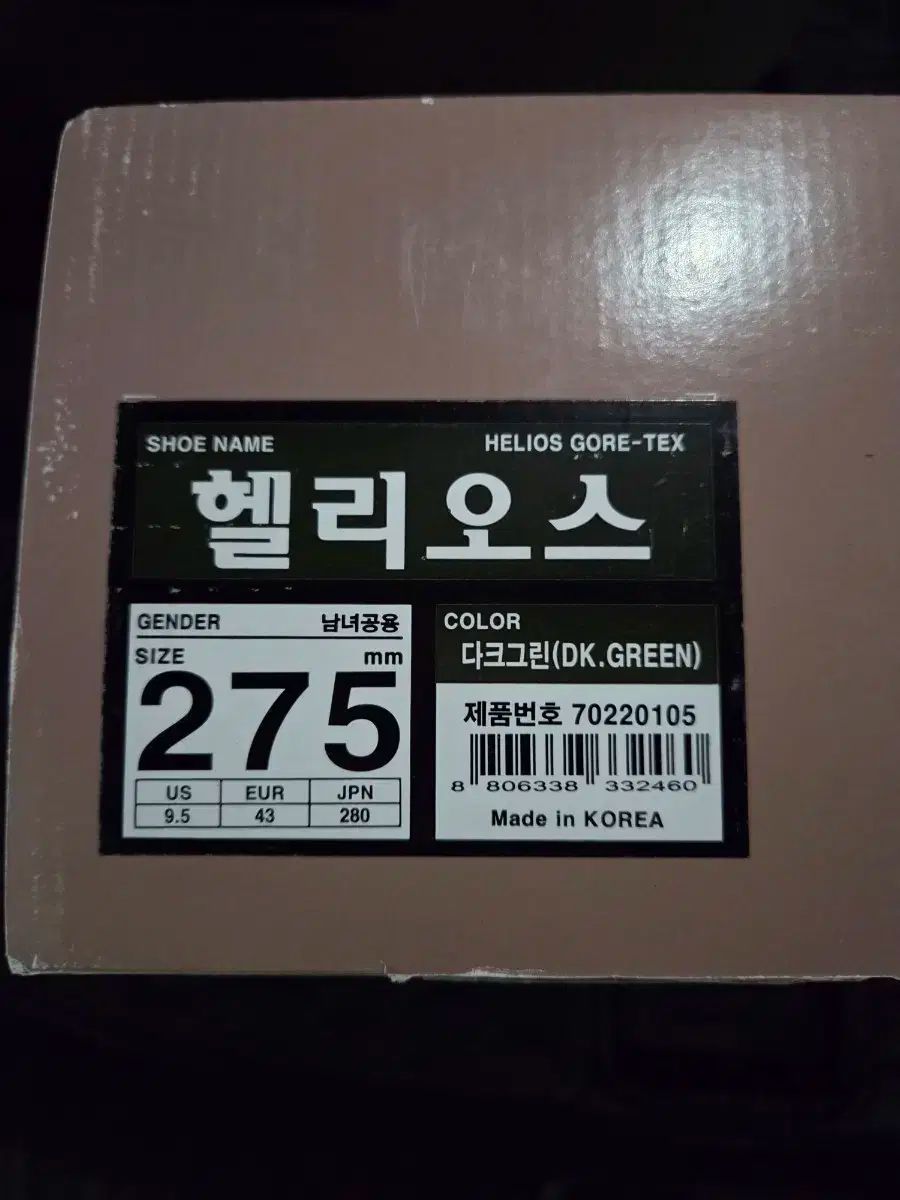 SHOE NAME HELIOS GORE-TEX
헬리오스
GENDER 남녀공용
SIZE mm
275
US EUR JPN
9.5 43 280
COLOR
다크그린(DK.GREEN)
제품번호 70220105
8 806338 332460
Made in KOREA